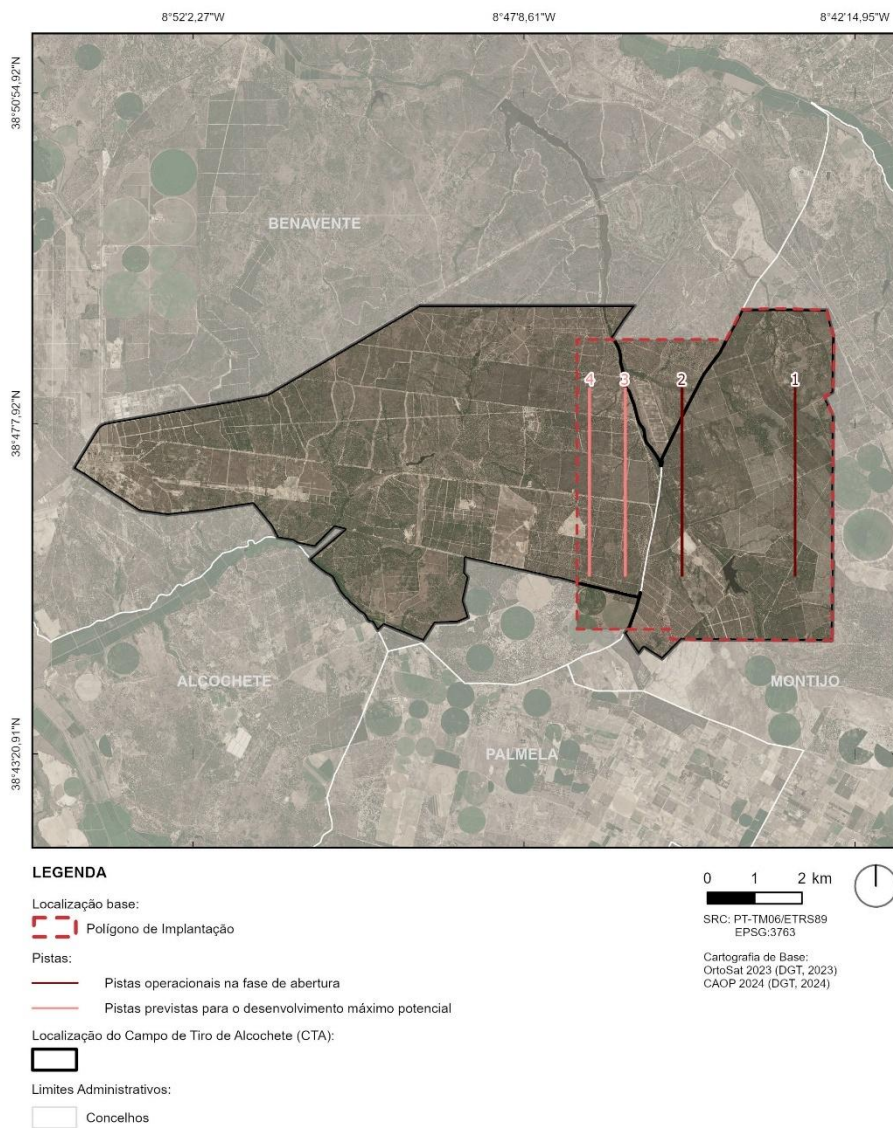 8°52'2,27"W
8°47'8,61"W
8°42'14,95"W
38°50'54,92"N
BENAVENTE
4
3
2
1
38°47'7,92"N
ALCOCHETE
MONTIJO
PALMELA
38°43'20,91"N
LEGENDA
Localização base:
Polígono de Implantação
Pistas:
Pistas operacionais na fase de abertura
Pistas previstas para o desenvolvimento máximo potencial
Localização do Campo de Tiro de Alcochete (CTA):
Limites Administrativos:
Concelhos
0 1 2 km
SRC: PT-TM06/ETRS89
EPSG:3763
Cartografia de Base:
OrtoSat 2023 (DGT, 2023)
CAOP 2024 (DGT, 2024)